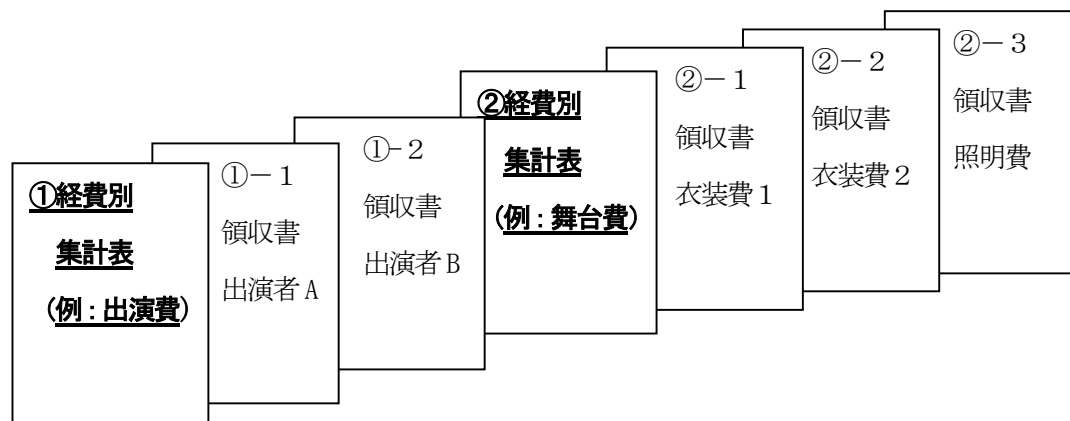 ①経費別
集計表
（例：出演費）
①－１
領収書
出演者A
①-２
領収書
出演者B
②経費別
集計表
（例：舞台費）
②－１
領収書
衣装費１
②－２
領収書
衣装費２
②－３
領収書
照明費